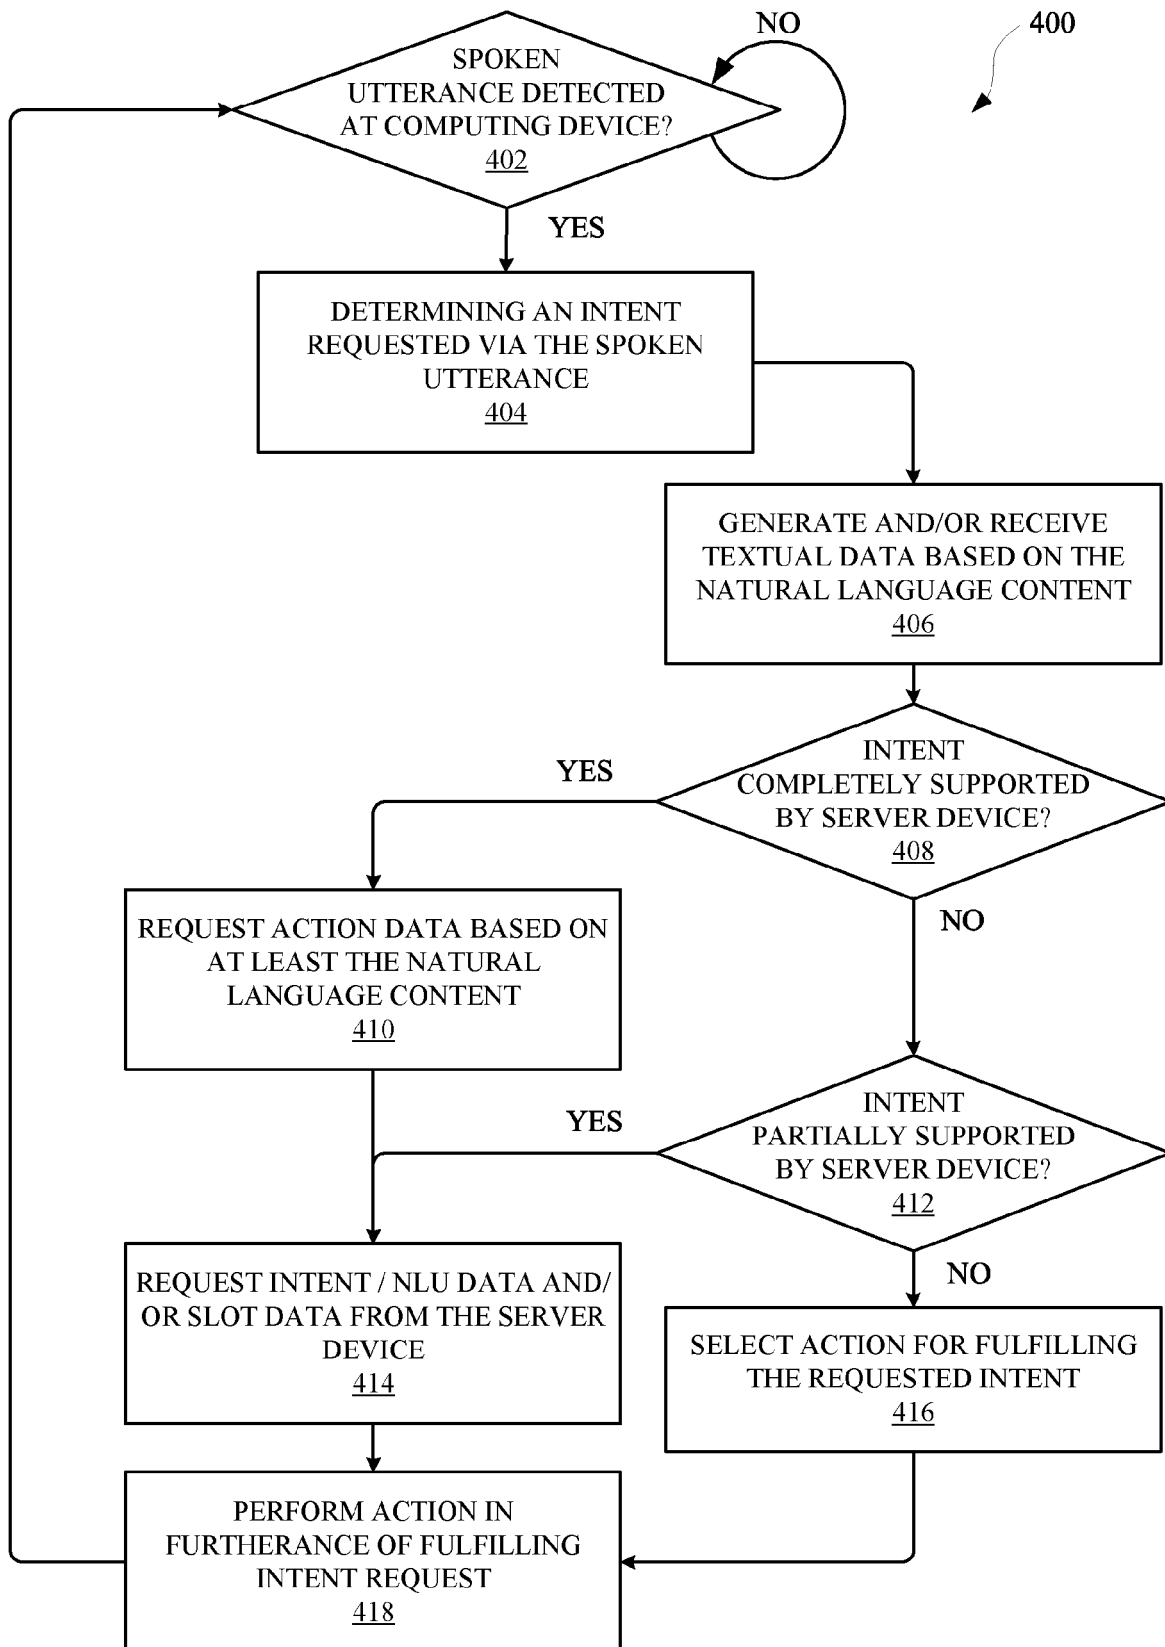 NO
400
SPOKEN
UTTERANCE DETECTED
AT COMPUTING DEVICE?
402
YES
DETERMINING AN INTENT
REQUESTED VIA THE SPOKEN
UTTERANCE
404
GENERATE AND/OR RECEIVE
TEXTUAL DATA BASED ON THE
NATURAL LANGUAGE CONTENT
406
INTENT
COMPLETELY SUPPORTED
BY SERVER DEVICE?
408
YES
NO
REQUEST ACTION DATA BASED ON
AT LEAST THE NATURAL
LANGUAGE CONTENT
410
INTENT
PARTIALLY SUPPORTED
BY SERVER DEVICE?
412
YES
NO
REQUEST INTENT / NLU DATA AND/
OR SLOT DATA FROM THE SERVER
DEVICE
414
SELECT ACTION FOR FULFILLING
THE REQUESTED INTENT
416
PERFORM ACTION IN
FURTHERANCE OF FULFILLING
INTENT REQUEST
418